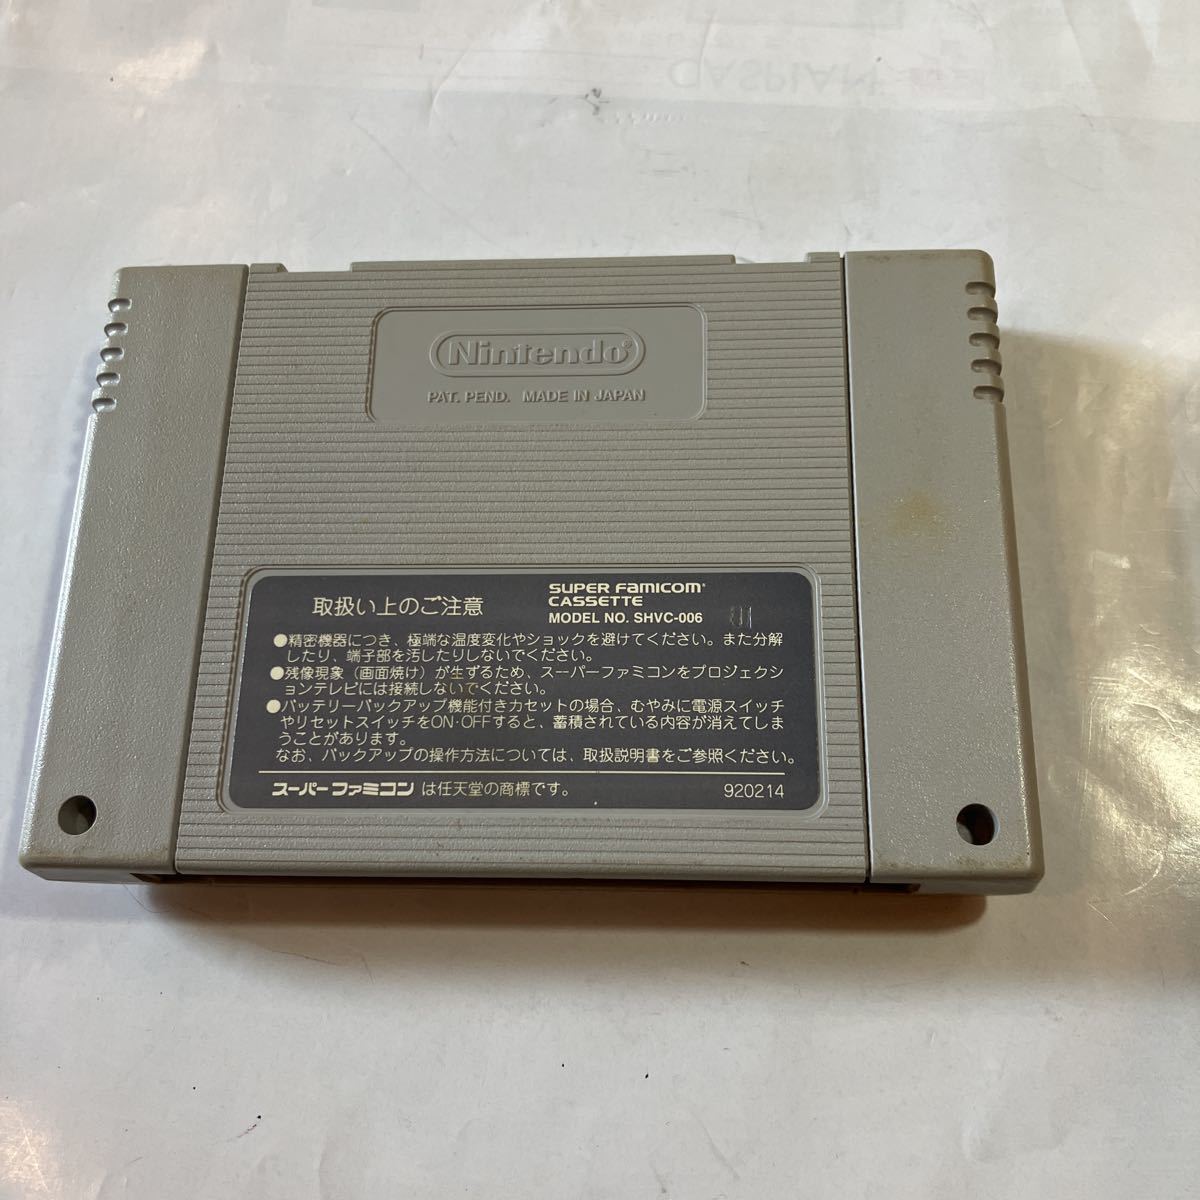 Nintendo®
PAT. PEND. MADE IN JAPAN
取扱い上のご注意
SUPER FAMICOM®
CASSETTE
MODEL NO. SHVC-006
●精密機器につき、極端な温度変化やショックを避けてください。また分解
したり、端子部を汚したりしないでください。
●残像現象（画面焼け）が生ずるため、スーパーファミコンをプロジェクシ
ョンテレビには接続しないでください。
●バッテリーバックアップ機能付きカセットの場合、むやみに電源スイッチ
やリセットスイッチをON·OFFすると、蓄積されている内容が消えてしま
うことがあります。
なお、バックアップの操作方法については、取扱説明書をご参照ください。
スーパーファミコンは任天堂の商標です。
920214